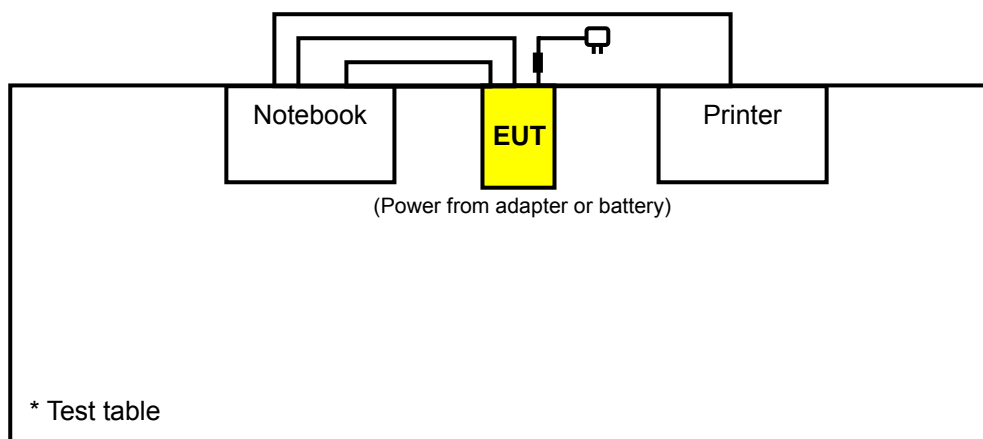 Notebook
EUT
Printer
(Power from adapter or battery)
* Test table